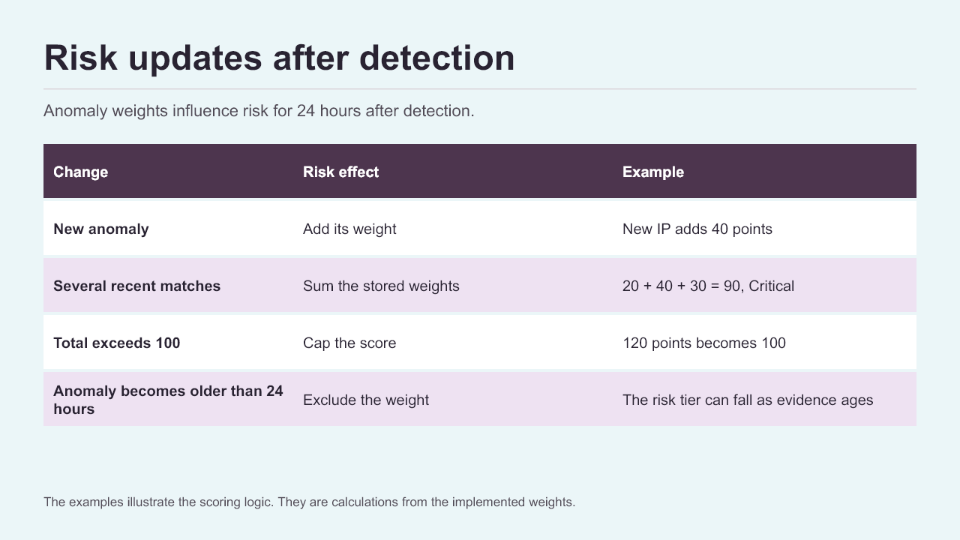 Risk updates after detection
Anomaly weights influence risk for 24 hours after detection.
Change Risk effect Example
New anomaly Add its weight New IP adds 40 points
Several recent matches Sum the stored weights 20 + 40 + 30 = 90, Critical
Total exceeds 100 Cap the score 120 points becomes 100
Anomaly becomes older than 24
hours Exclude the weight The risk tier can fall as evidence ages
The examples illustrate the scoring logic. They are calculations from the implemented weights.